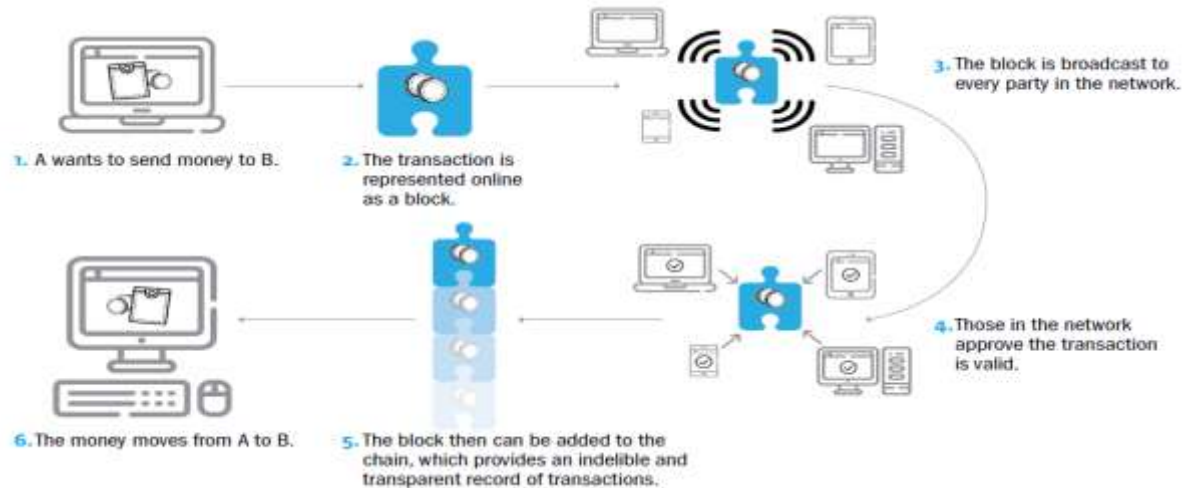 1. A wants to send money to B.
2. The transaction is
represented online
as a block.
3. The block is broadcast to
every party in the network.
4. Those in the network
approve the transaction
is valid.
5. The block then can be added to the
chain, which provides an indelible and
transparent record of transactions.
6. The money moves from A to B.